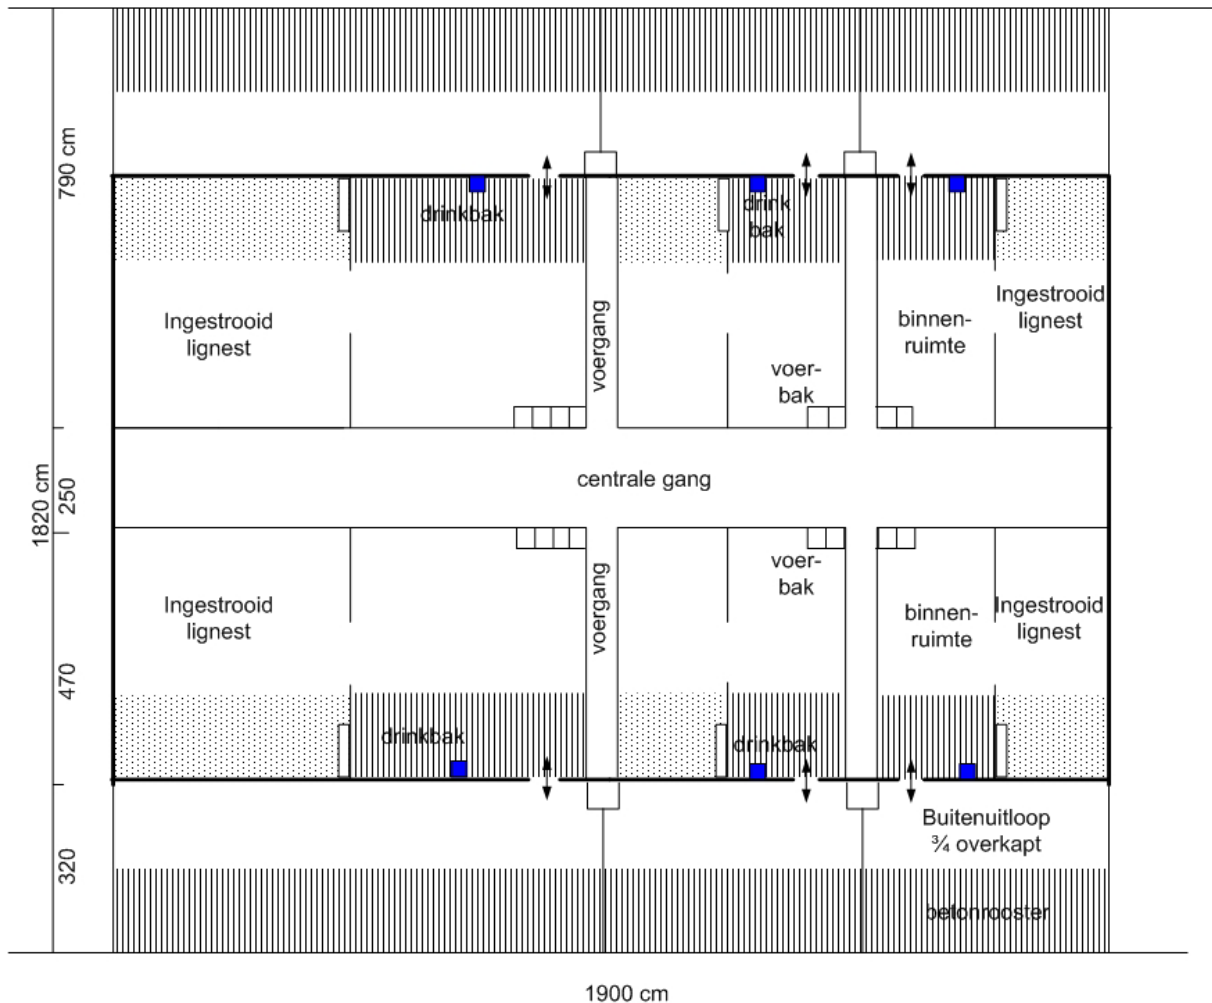 790 cm
drinkbak
drink
bak
Ingestrooid
lignest
voergang
voer-
bak
binnen-
ruimte
Ingestrooid
lignest
centrale gang
1820 cm
250
Ingestrooid
lignest
voergang
voer-
bak
binnen-
ruimte
Ingestrooid
lignest
470
drinkbak
drinkbak
320
Buitenuitloop
¾ overkapt
betonrooster
1900 cm